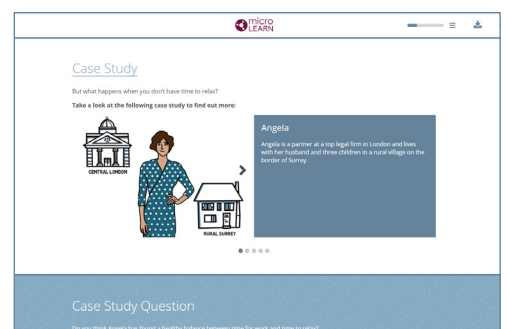 micro
LEARN
Case Study
But what happens when you don't have time to relax?
Take a look at the following case study to find out more:
CENTRAL LONDON
RURAL SURREY
Angela
Angela is a partner at a top legal firm in London and lives
with her husband and three children in a rural village on the
border of Surrey.
Case Study Question
Do you think Angela has found a healthy balance between time for work and time to relax?